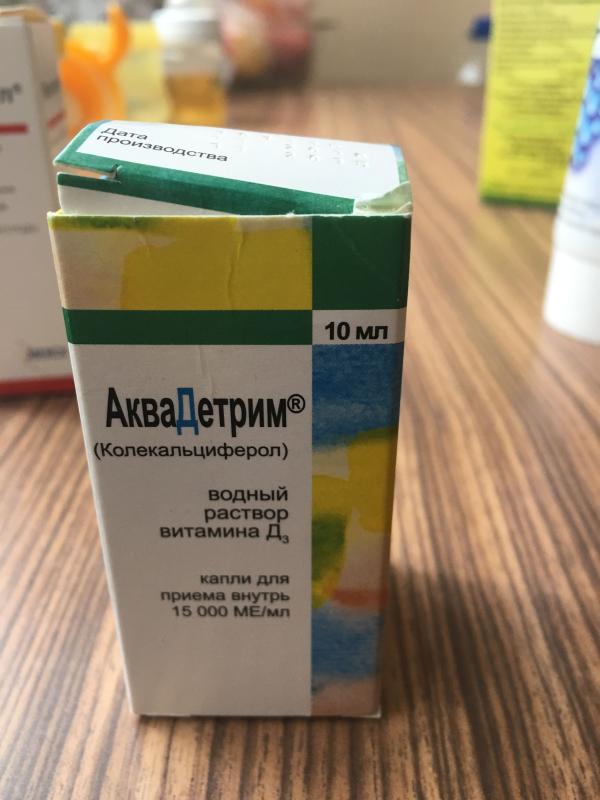 Дата
производства
10 мл
АкваДетрим®
(Колекальциферол)
водный
раствор
витамина Д₃
капли для
приема внутрь
15 000 МЕ/мл